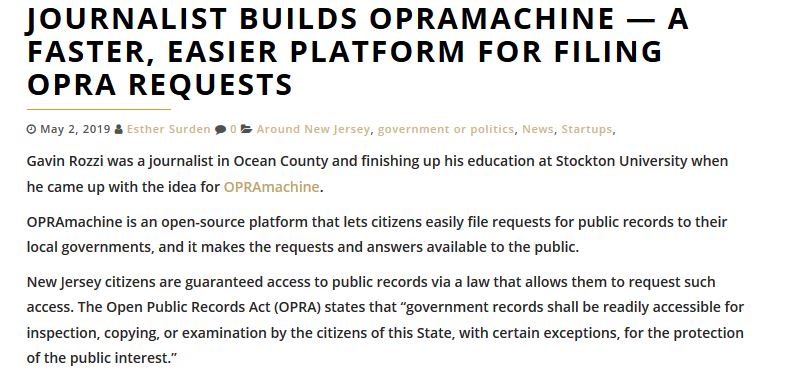 JOURNALIST BUILDS OPRAMACHINE — A
FASTER, EASIER PLATFORM FOR FILING
OPRA REQUESTS
May 2, 2019 Esther Surden 0 Around New Jersey, government or politics, News, Startups,
Gavin Rozzi was a journalist in Ocean County and finishing up his education at Stockton University when
he came up with the idea for OPRAmachine.
OPRAmachine is an open-source platform that lets citizens easily file requests for public records to their
local governments, and it makes the requests and answers available to the public.
New Jersey citizens are guaranteed access to public records via a law that allows them to request such
access. The Open Public Records Act (OPRA) states that “government records shall be readily accessible for
inspection, copying, or examination by the citizens of this State, with certain exceptions, for the protection
of the public interest.”